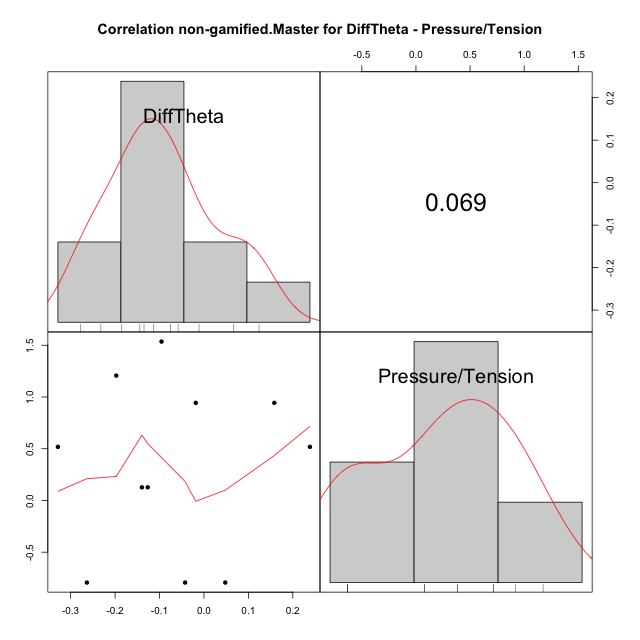 Correlation non-gamified.Master for DiffTheta - Pressure/Tension
-0.5 0.0 0.5 1.0 1.5
DiffTheta
0.069
0.2
0.1
0.0
-0.1
-0.2
-0.3
Pressure/Tension
1.5
1.0
0.5
0.0
-0.5
-0.3 -0.2 -0.1 0.0 0.1 0.2